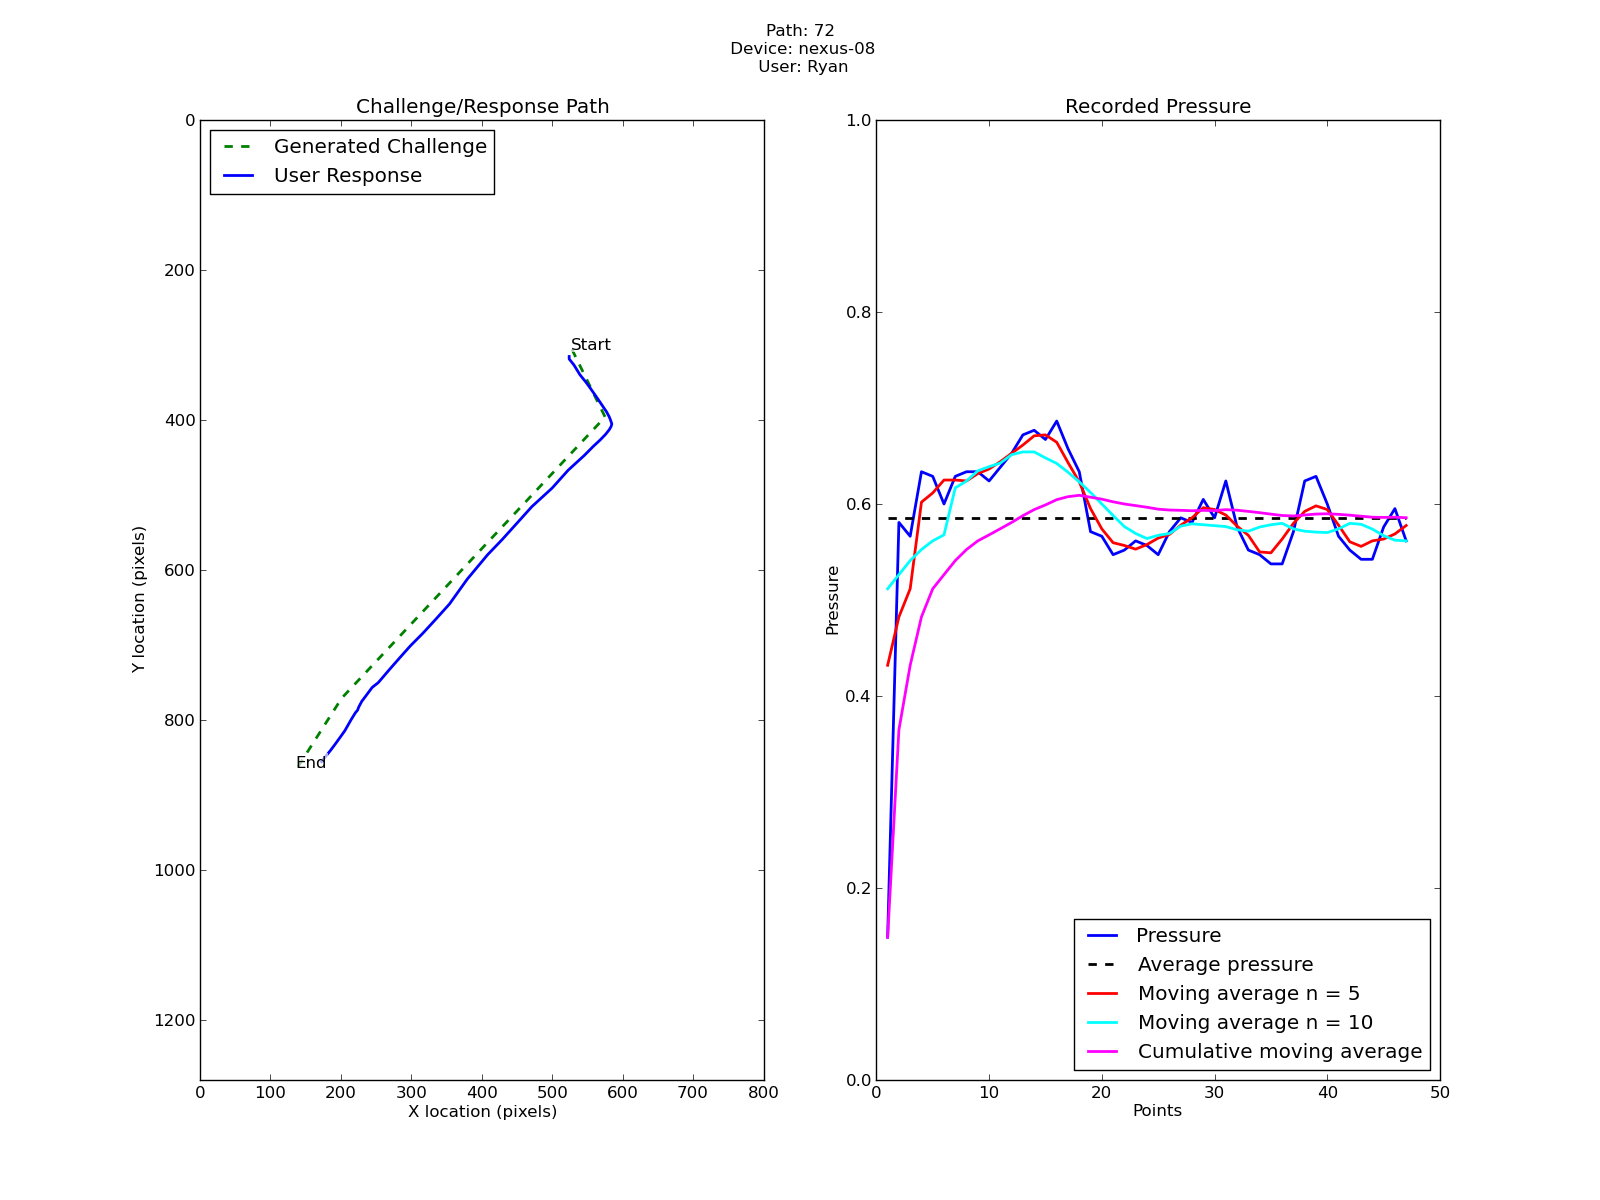 Path: 72
Device: nexus-08
User: Ryan
Challenge/Response Path
Generated Challenge
User Response
Start
End
0
200
400
600
800
1000
1200
Y location (pixels)
0 100 200 300 400 500 600 700 800
X location (pixels)
Recorded Pressure
1.0
0.8
0.6
0.4
0.2
0.0
Pressure
Pressure
Average pressure
Moving average n = 5
Moving average n = 10
Cumulative moving average
0 10 20 30 40 50
Points